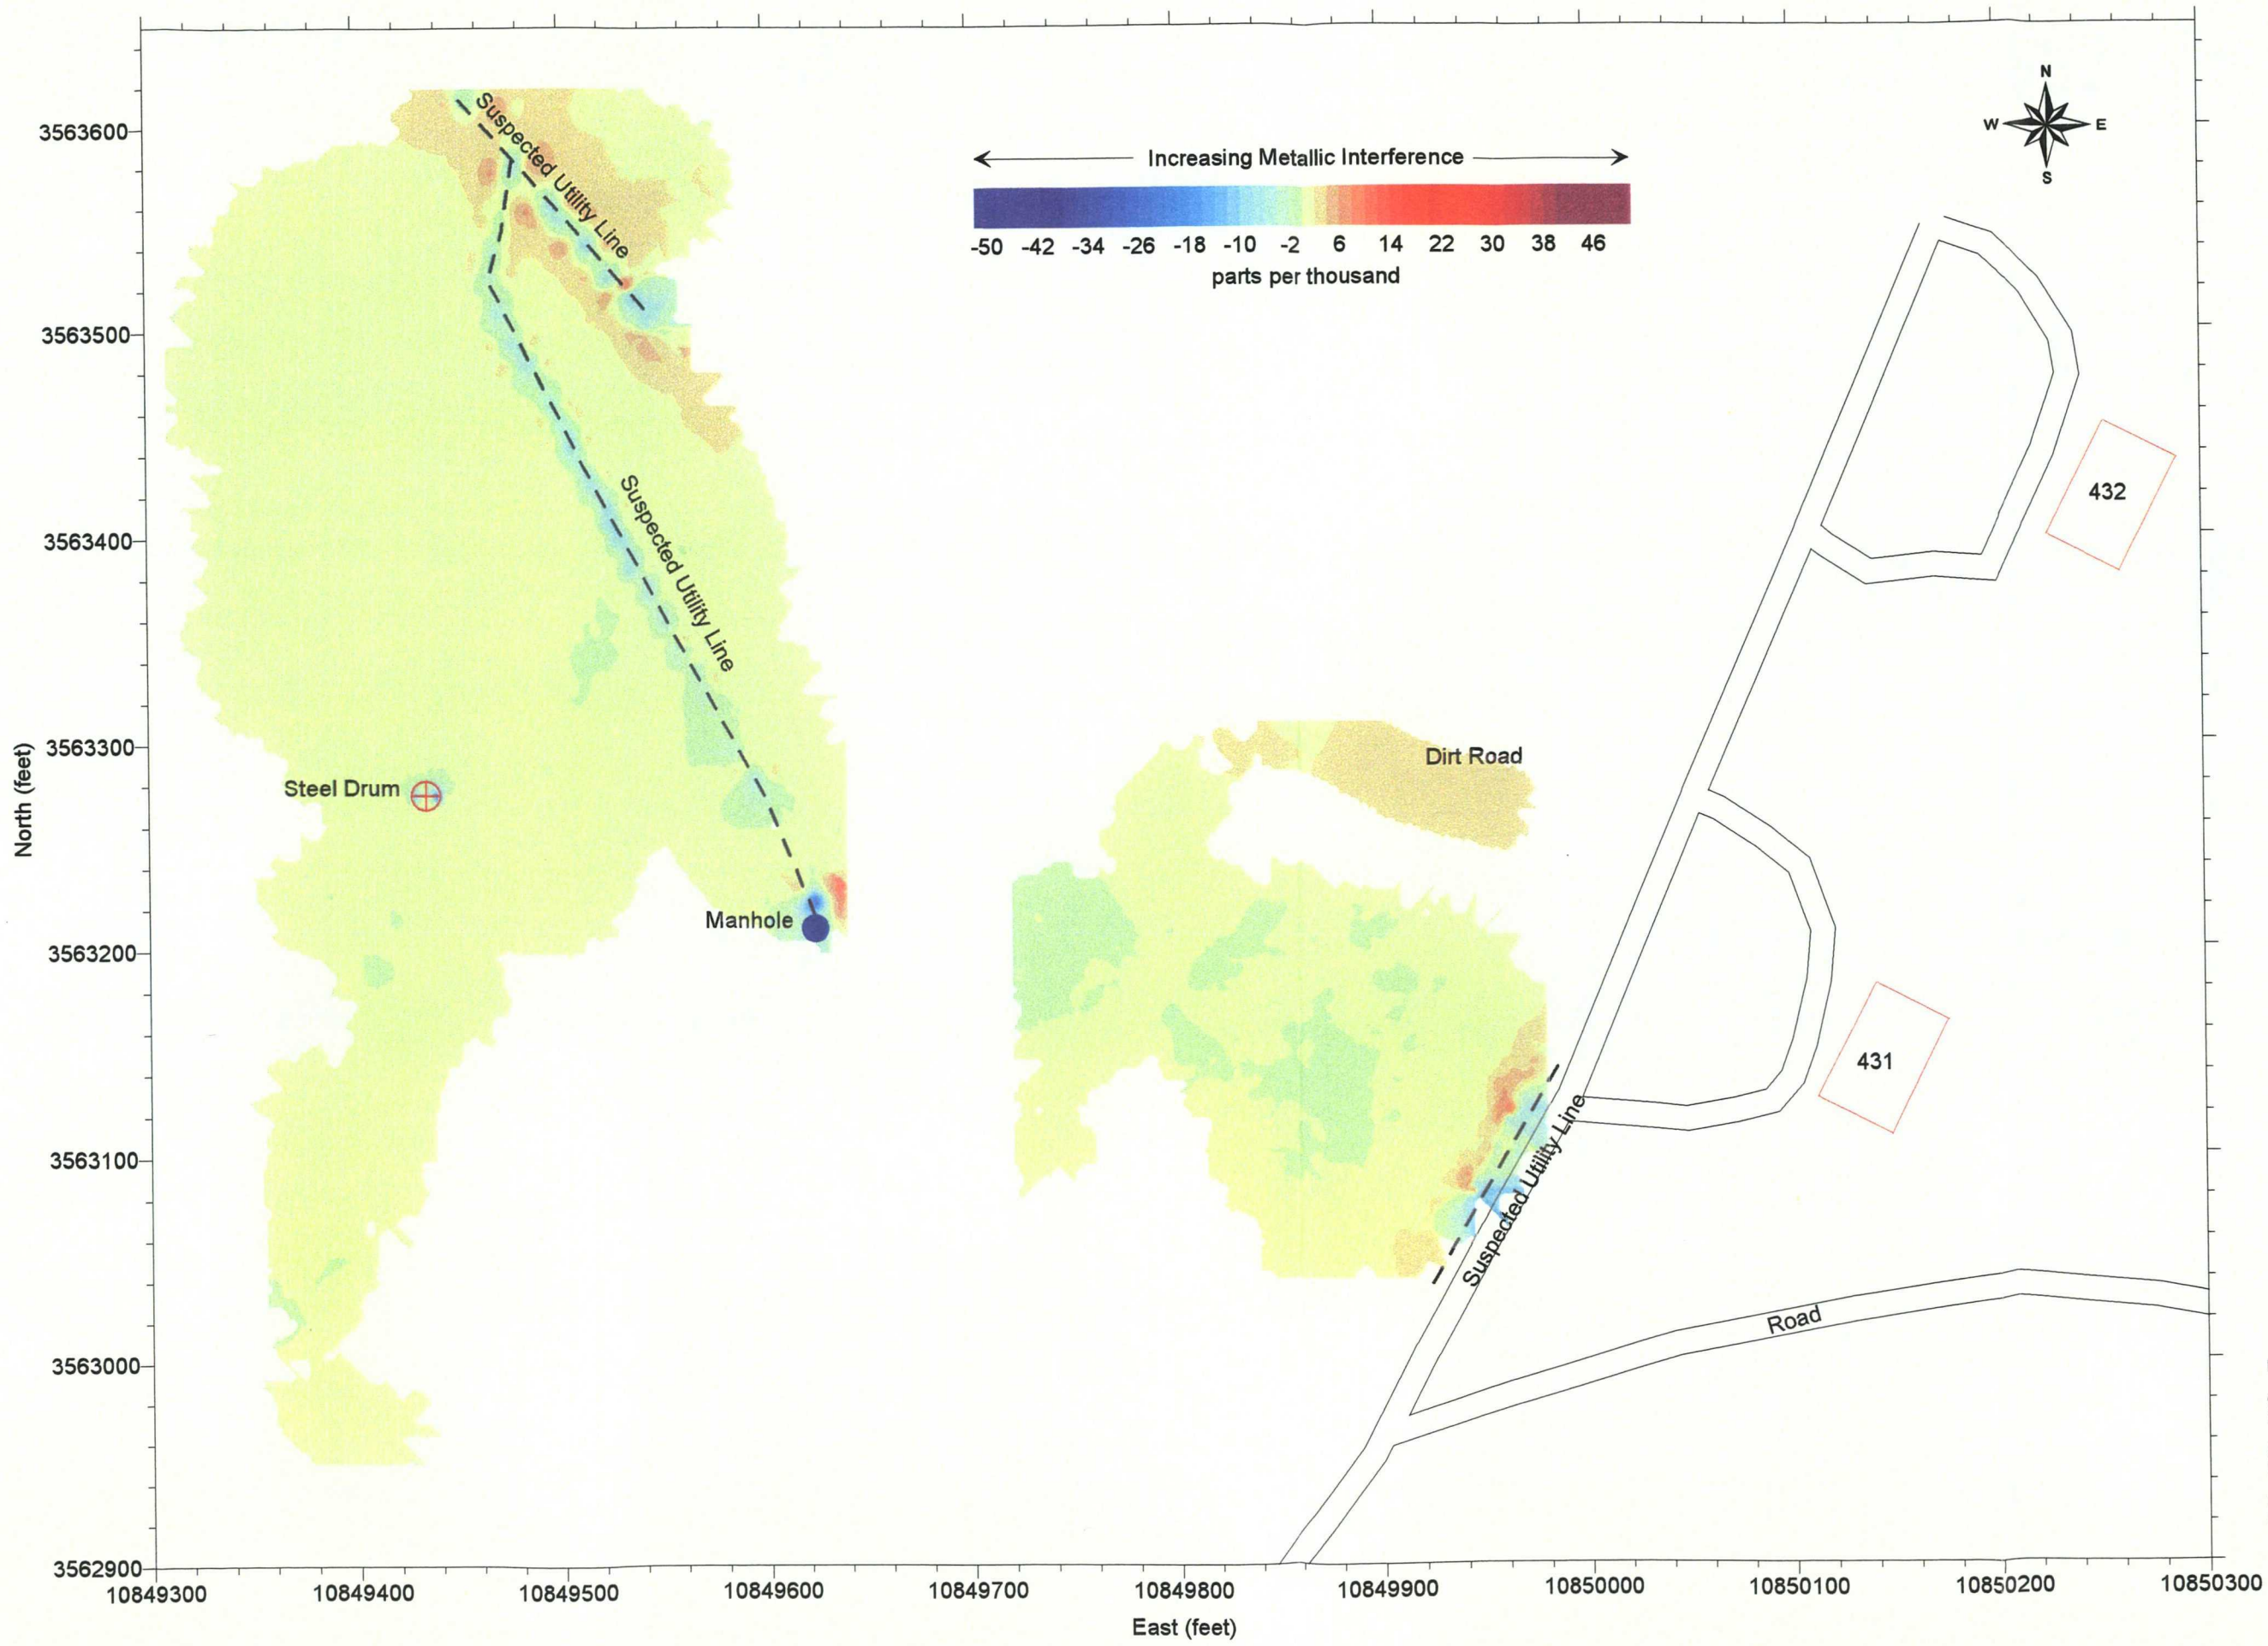 N
W E
S
Increasing Metallic Interference
-50 -42 -34 -26 -18 -10 -2 6 14 22 30 38 46
parts per thousand
Suspected Utility Line
Suspected Utility Line
432
Dirt Road
Steel Drum
Manhole
431
Suspected Utility Line
Road
North (feet)
3563600
3563500
3563400
3563300
3563200
3563100
3563000
3562900
10849300 10849400 10849500 10849600 10849700 10849800 10849900 10850000 10850100 10850200 10850300
East (feet)